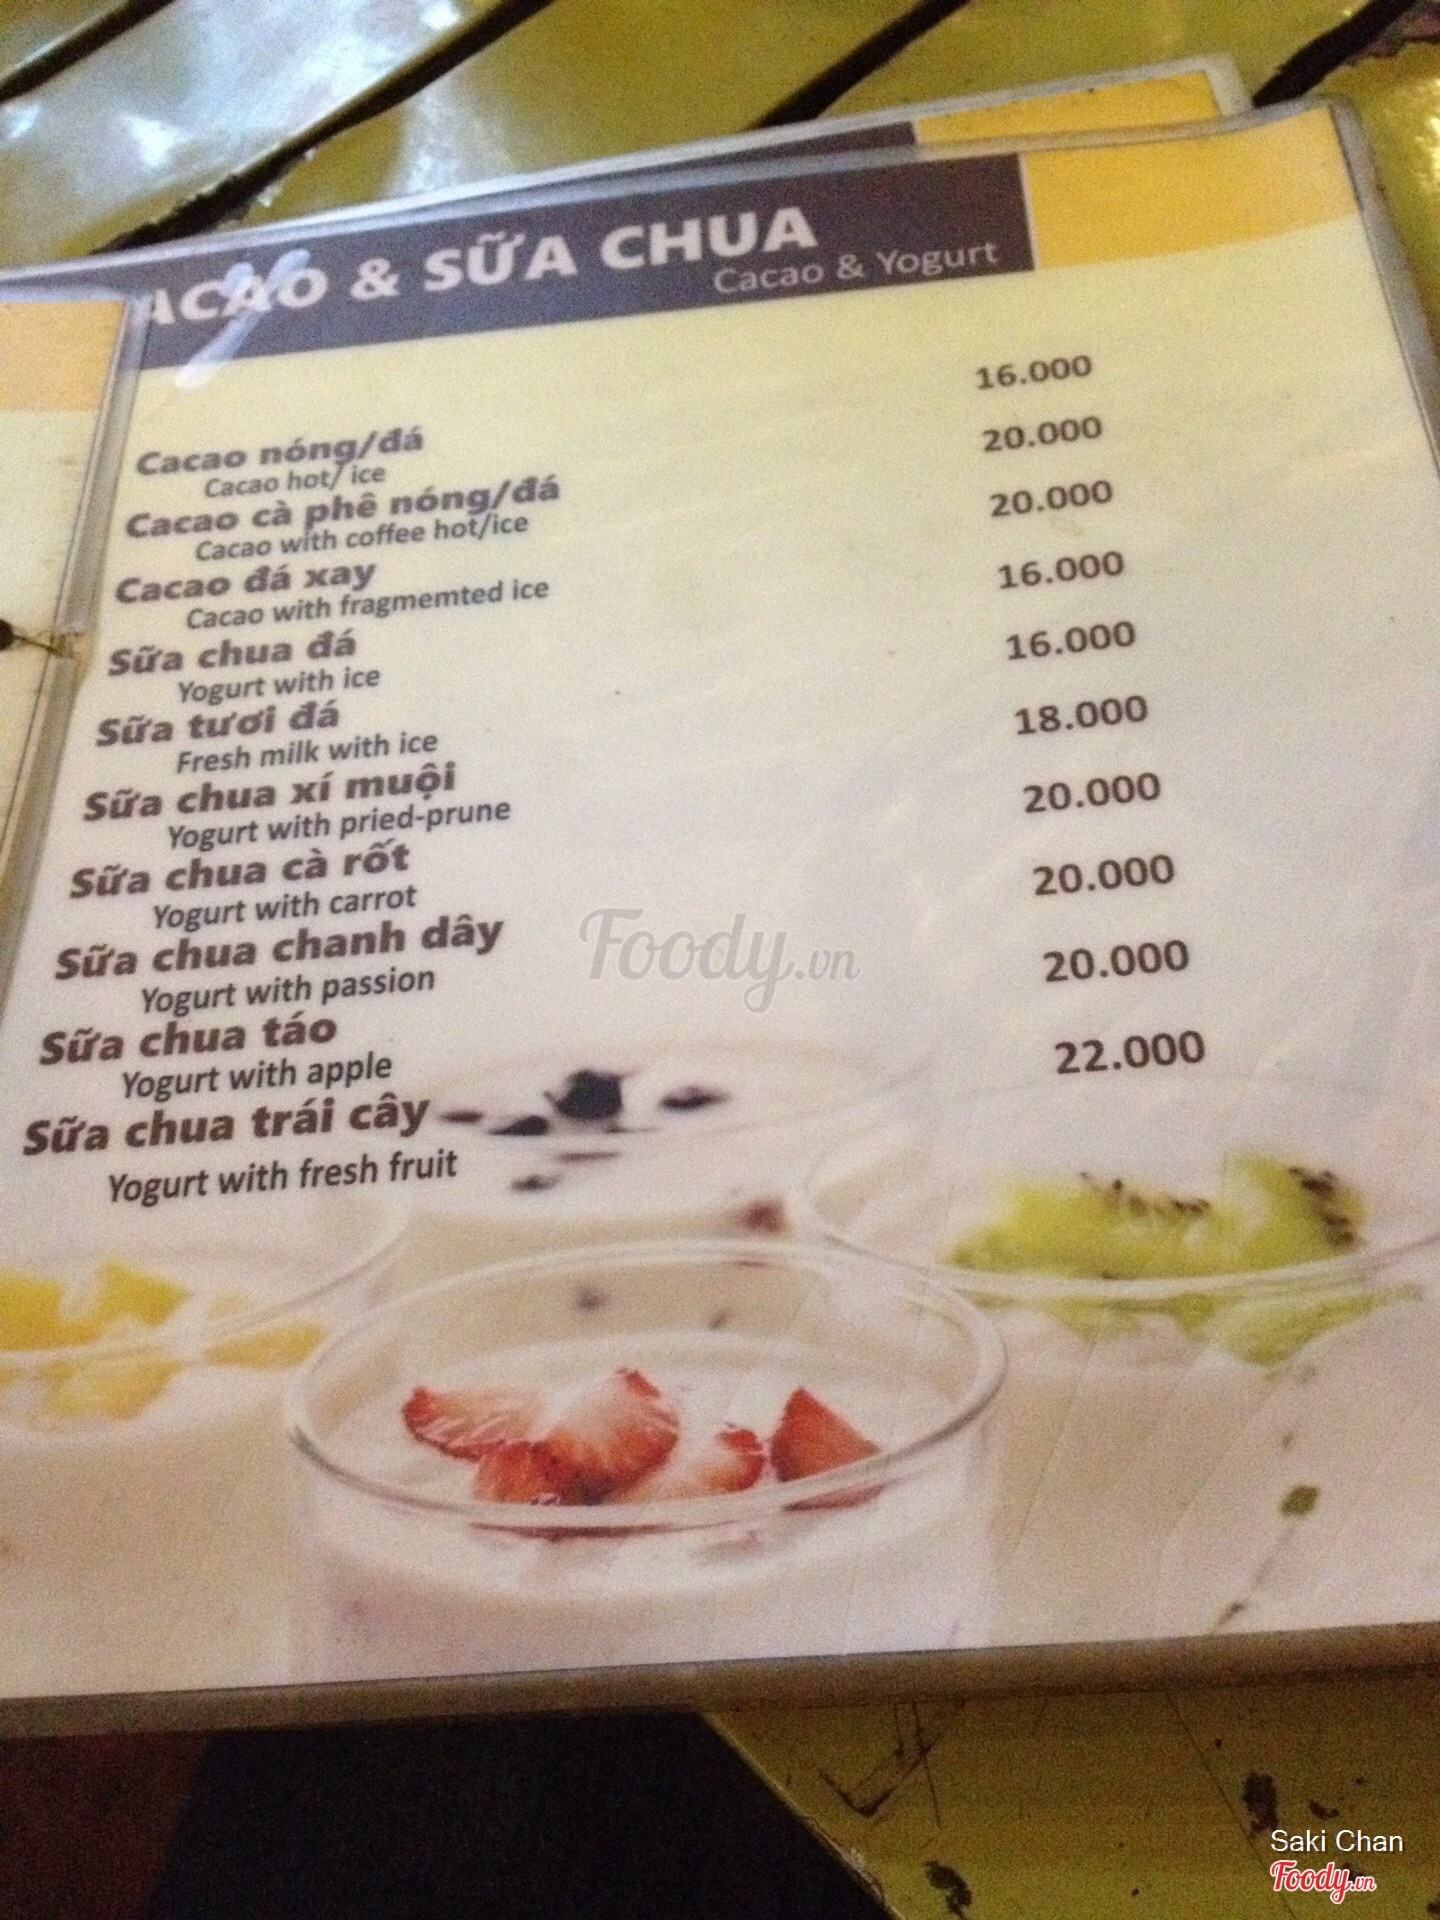 ACAO & SỮA CHUA
Cacao & Yogurt
Cacao nóng/đá 16.000
Cacao hot/ ice
Cacao cà phê nóng/đá 20.000
Cacao with coffee hot/ice
Cacao đá xay 20.000
Cacao with fragmemted ice
Sữa chua đá 16.000
Yogurt with ice
Sữa tươi đá 16.000
Fresh milk with ice
Sữa chua xí muội 18.000
Yogurt with pried-prune
Sữa chua cà rốt 20.000
Yogurt with carrot
Sữa chua chanh dây 20.000
Yogurt with passion
Sữa chua táo 20.000
Yogurt with apple
Sữa chua trái cây 22.000
Yogurt with fresh fruit
Foody.vn
Saki Chan
Foody.vn